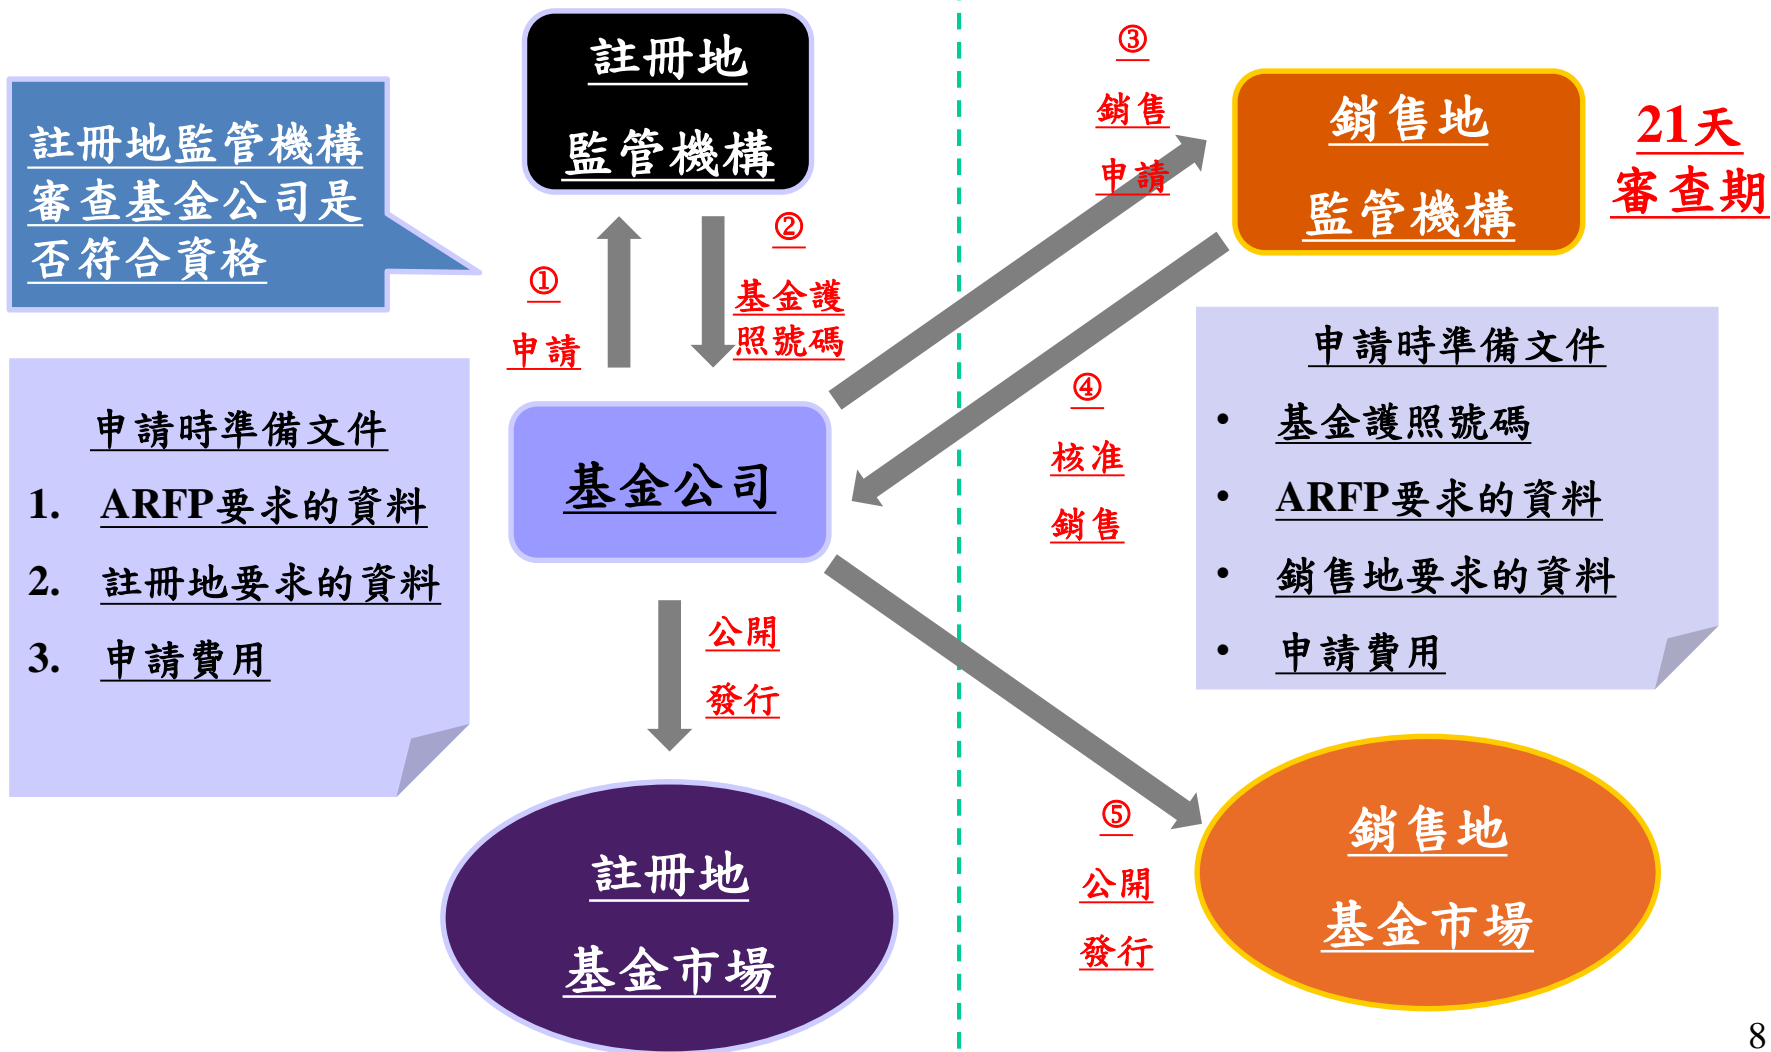 註冊地
監管機構
註冊地監管機構
審查基金公司是
否符合資格
①
申請
②
基金護
照號碼
申請時準備文件
1. ARFP要求的資料
2. 註冊地要求的資料
3. 申請費用
基金公司
公開
發行
註冊地
基金市場
③
銷售
申請
銷售地
監管機構
21天
審查期
④
核准
銷售
申請時準備文件
• 基金護照號碼
• ARFP要求的資料
• 銷售地要求的資料
• 申請費用
⑤
公開
發行
銷售地
基金市場
8